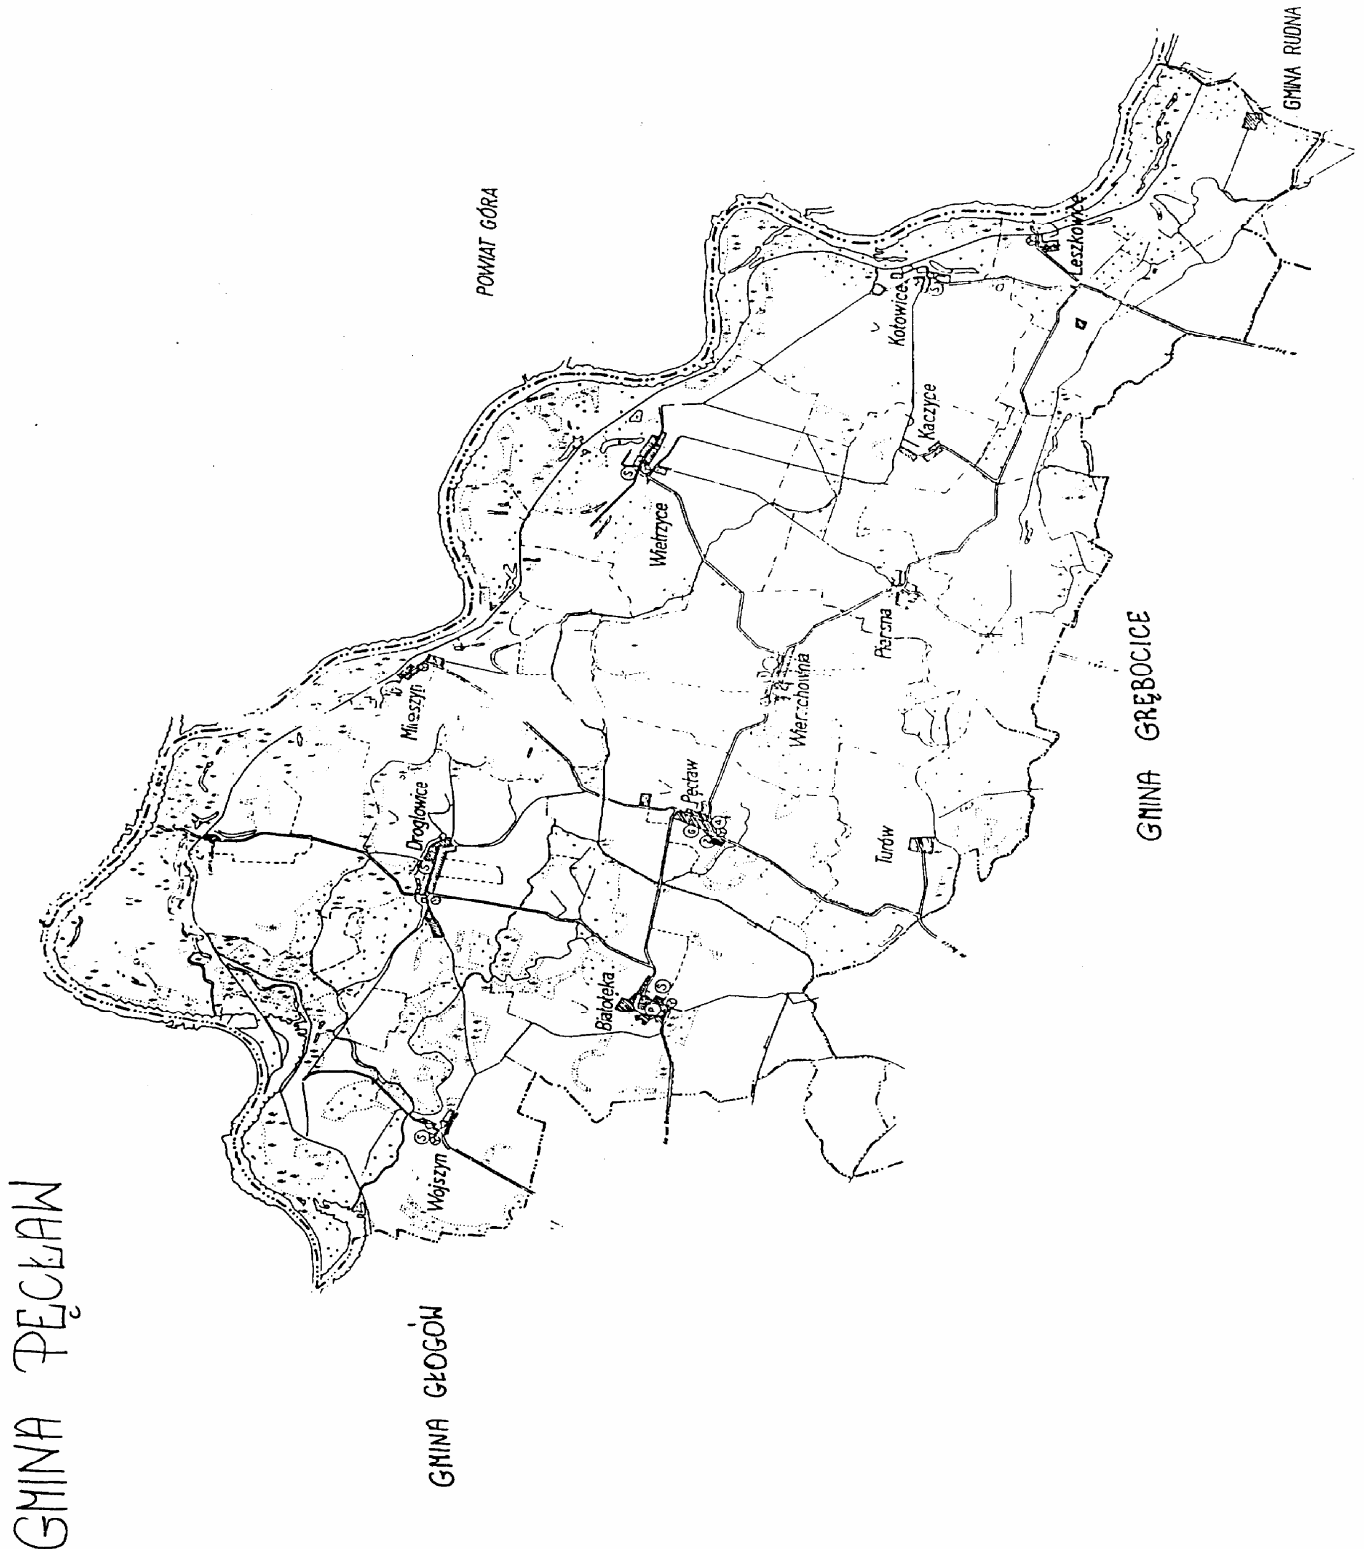 GMINA PĘCŁAW
POWIAT GÓRA
GMINA RUDNA
GMINA GŁOGÓW
GMINA GRĘBOCICE
Wojszyn
Droglowice
Mileszyn
Białołęka
Pęcław
Wietrzyce
Wierzchownia
Turów
Piersna
Kaczyce
Kotowice
Leszkowice
S
S
S
S
S